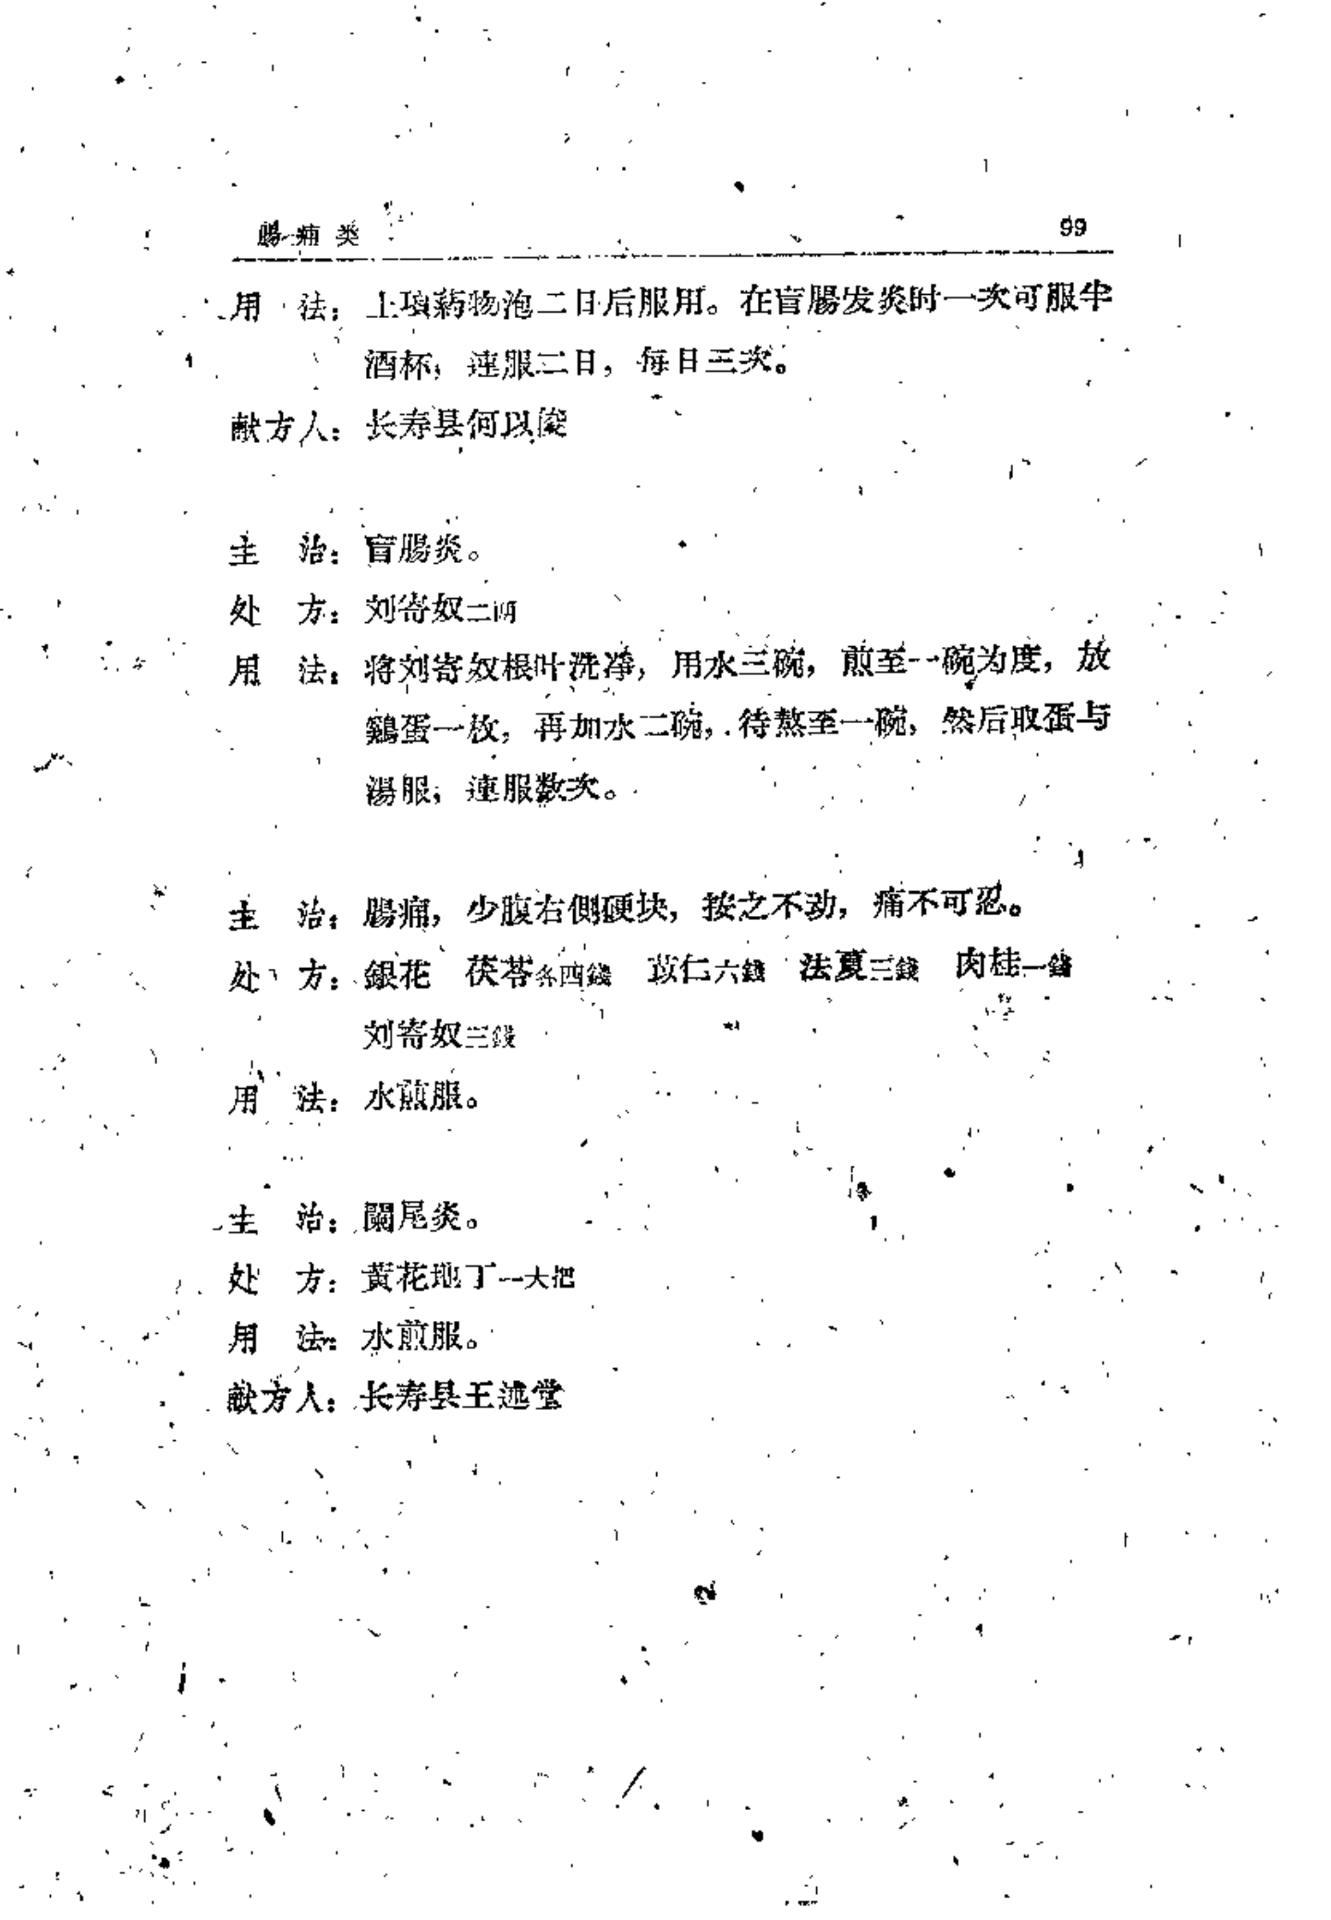 腸痈类 99
用法：上項葯物泡二日后服用。在盲腸发炎时一次可服半
酒杯，連服二日，每日三次。
献方人：长寿县何以俊
主治：盲腸炎。
处方：刘寄奴二两
用法：将刘寄奴根叶洗净，用水三碗，煎至一碗为度，放
鷄蛋一枚，再加水二碗，待熬至一碗，然后取蛋与
湯服，連服数次。
主治：腸痈，少腹右側硬块，按之不动，痛不可忍。
处方：銀花 茯苓各四錢 苡仁六錢 法夏三錢 肉桂一錢
刘寄奴三錢
用法：水煎服。
主治：闌尾炎。
处方：黄花地丁一大把
用法：水煎服。
献方人：长寿县王述堂